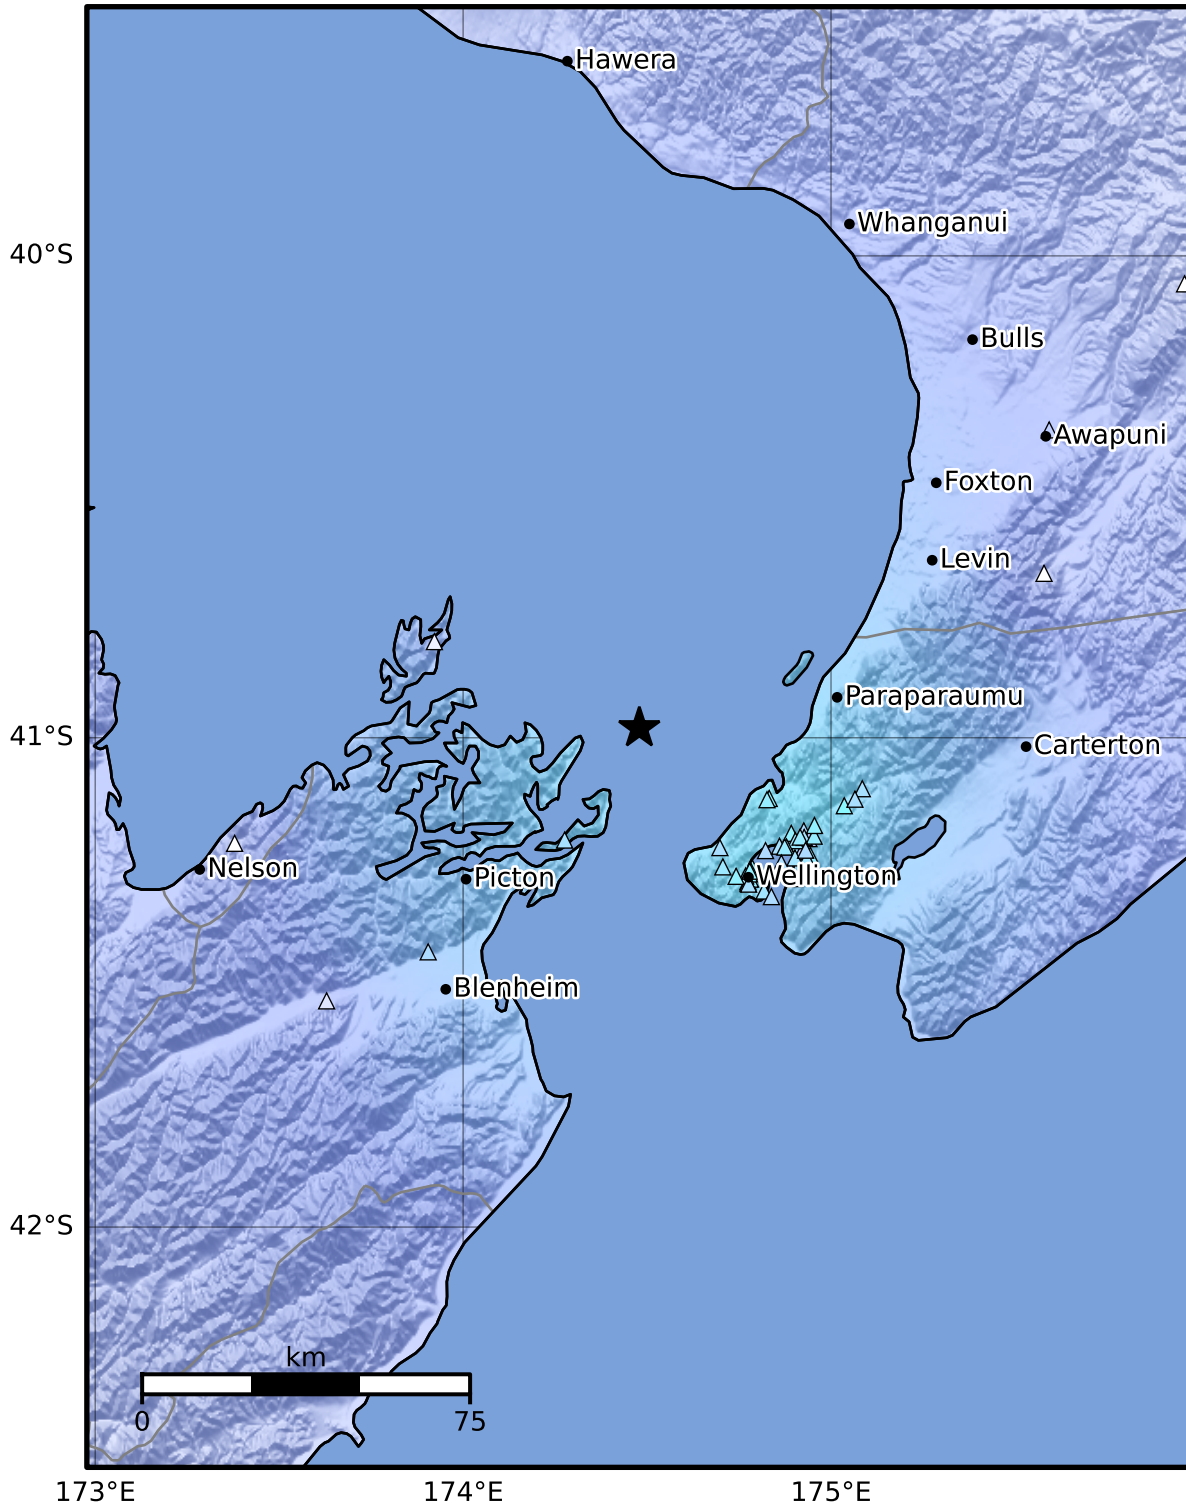 Hawera
Whanganui
40°S
Bulls
Awapuni
Foxton
Levin
Paraparaumu
41°S
Carterton
Nelson
Picton
Wellington
Blenheim
42°S
km
0
75
173°E
174°E
175°E